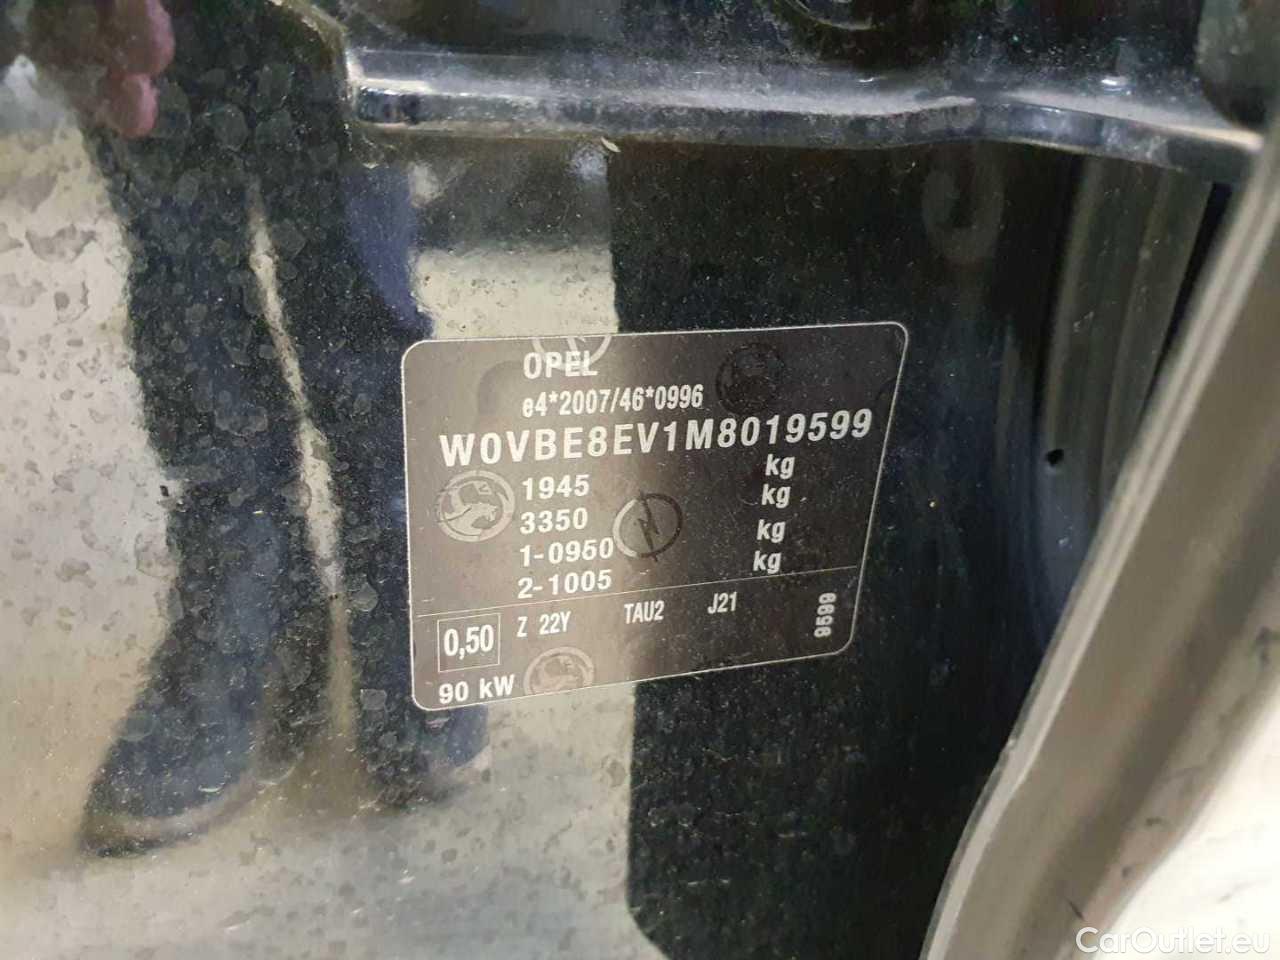 OPEL
e4*2007/46*0996
W0VBE8EV1M8019599
1945 kg
3350 kg
1-0950 kg
2-1005 kg
0,50 Z 22Y TAU2 J21 9599
90 kW
CarOutlet.eu